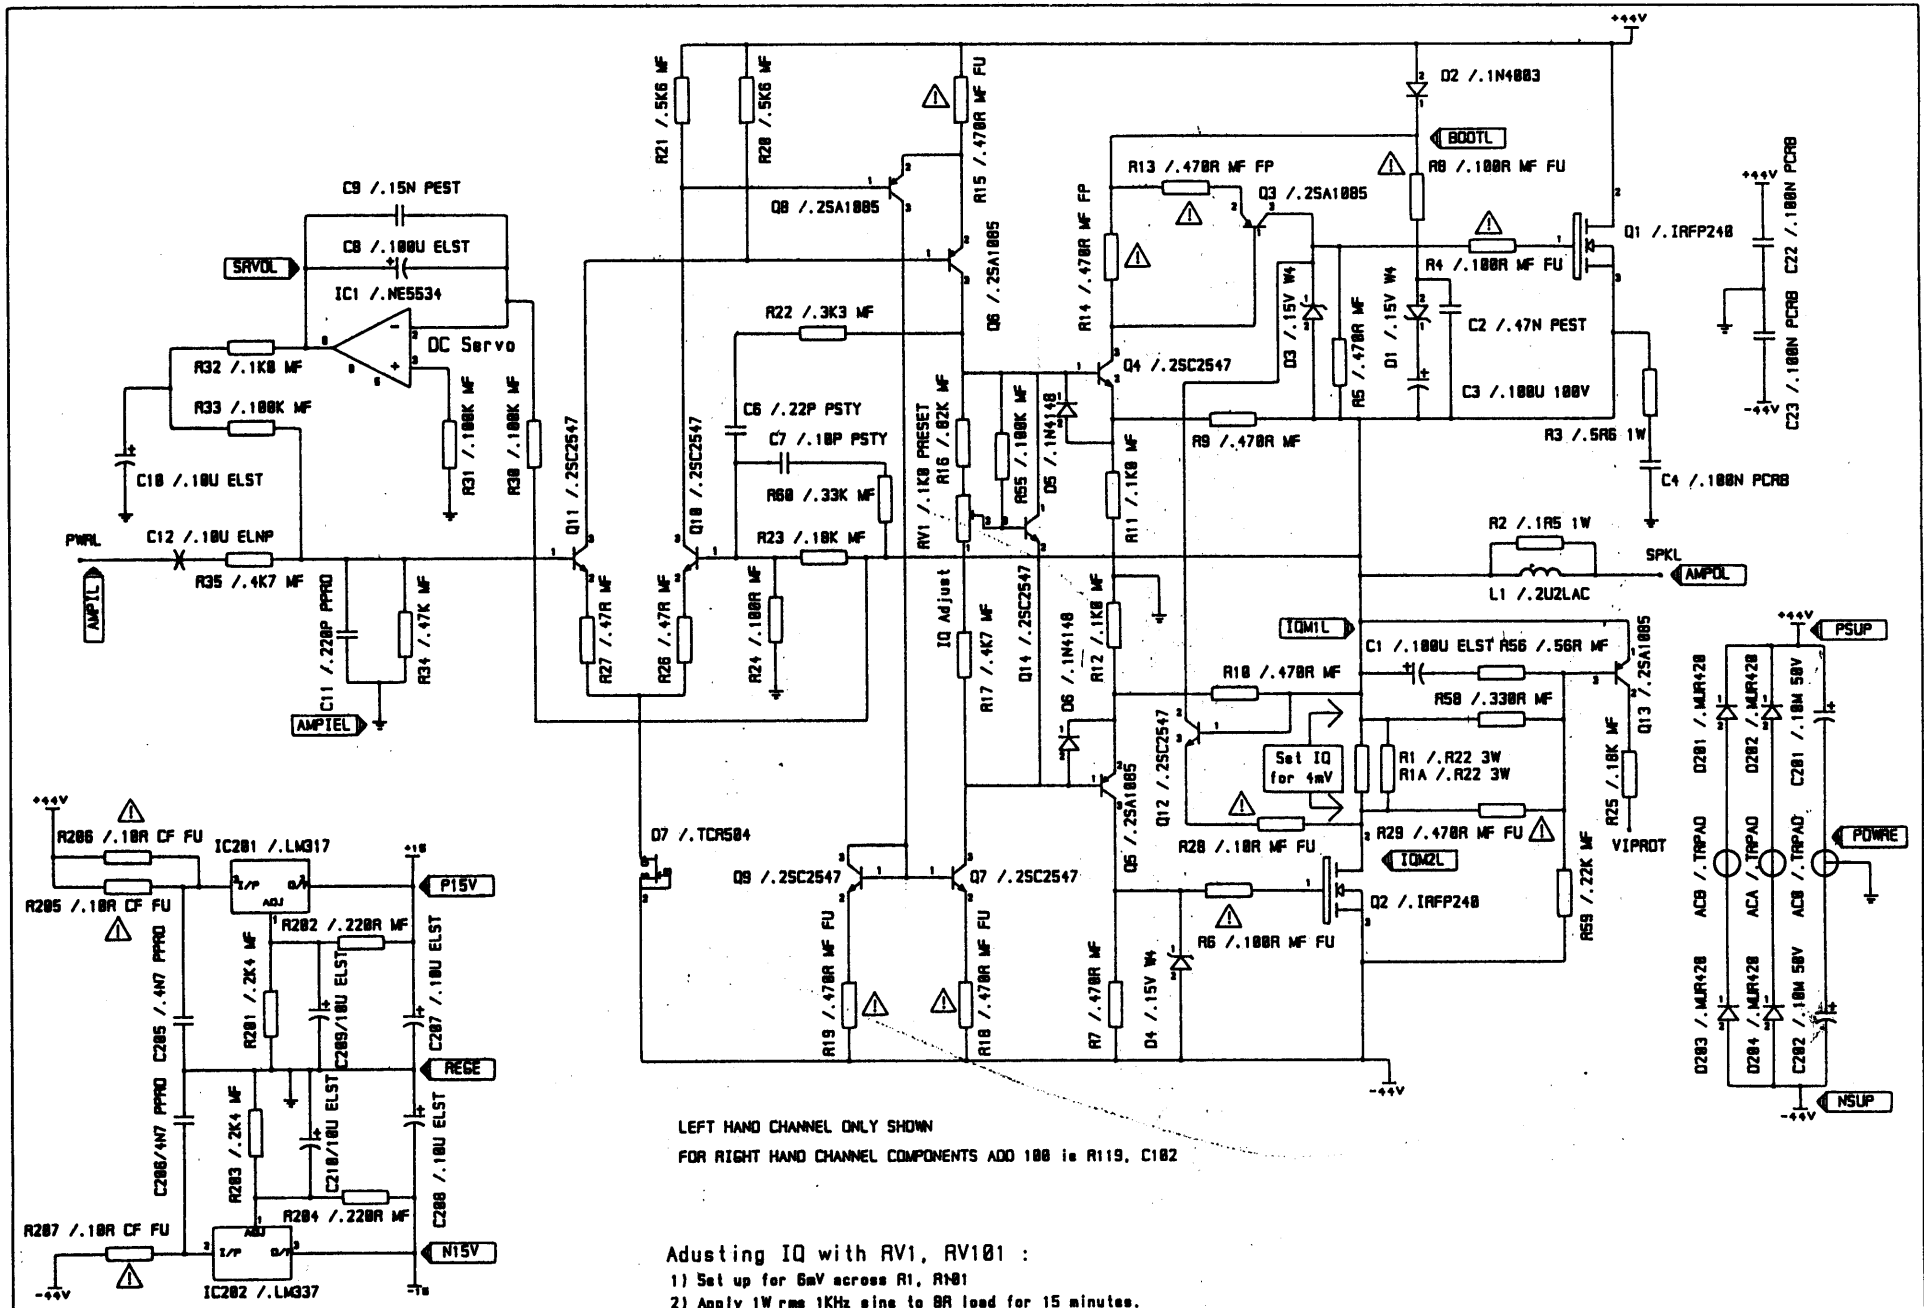 +44V
R21 /.5K6 MF
R20 /.5K6 MF
R15 /.470R MF FU
D2 /.1N4003
BOOTL
R13 /.470R MF FP
Q3 /.2SA1085
R8 /.100R MF FU
Q1 /.IRFP240
R4 /.100R MF FU
+44V
C22 /.100N PCRB
C23 /.100N PCRB
-44V
C9 /.15N PEST
C8 /.100U ELST
SRVOL
IC1 /.NE5534
DC Servo
Q8 /.2SA1085
Q6 /.2SA1085
R14 /.470R MF FP
D3 /.15V W4
R5 /.470R MF
D1 /.15V W4
C2 /.47N PEST
C3 /.100U 100V
R32 /.1K0 MF
R33 /.100K MF
R31 /.100K MF
R30 /.100K MF
C10 /.10U ELST
R22 /.3K3 MF
Q4 /.2SC2547
C6 /.22P PSTY
C7 /.10P PSTY
R60 /.33K MF
R23 /.10K MF
R16 /.82K MF
RV1 /.1K0 PRESET
IQ Adjust
R55 /.100K MF
D5 /.1N4148
R9 /.470R MF
R11 /.1K0 MF
R3 /.5R6 1W
C4 /.100N PCRB
Q11 /.2SC2547
Q10 /.2SC2547
PWRL
C12 /.10U ELNP
R35 /.4K7 MF
AMPIL
C11 /.220P PPRO
R34 /.47K MF
AMPIEL
R27 /.47R MF
R26 /.47R MF
R24 /.100R MF
R17 /.4K7 MF
Q14 /.2SC2547
D6 /.1N4148
R12 /.1K0 MF
R2 /.1R5 1W
SPKL
AMPOL
L1 /.2U2LAC
IQM1L
C1 /.100U ELST R56 /.56R MF
R50 /.330R MF
Q13 /.2SA1085
R10 /.470R MF
Q12 /.2SC2547
Set IQ
for 4mV
R1 /.R22 3W
R1A /.R22 3W
R25 /.10K MF
VIPROT
R28 /.10R MF FU
R29 /.470R MF FU
IQM2L
Q5 /.2SA1085
D7 /.TCR504
Q9 /.2SC2547
Q7 /.2SC2547
Q2 /.IRFP240
R6 /.100R MF FU
R59 /.22K MF
R19 /.470R MF FU
R18 /.470R MF FU
R7 /.470R MF
D4 /.15V W4
-44V
+44V
PSUP
D201 /.MUR420
D202 /.MUR420
C201 /.10M 50V
AC9 /.TRPAD
ACA /.TRPAD
AC8 /.TRPAD
POWRE
D203 /.MUR420
D204 /.MUR420
C202 /.10M 50V
-44V
NSUP
+44V
R206 /.10R CF FU
R205 /.10R CF FU
IC201 /.LM317
I/P
O/P
ADJ
+15
P15V
R202 /.220R MF
C205 /.4N7 PPRO
R201 /.2K4 MF
C209/10U ELST
C207 /.10U ELST
REGE
C206/4N7 PPRO
R203 /.2K4 MF
C210/10U ELST
C208 /.10U ELST
R204 /.220R MF
R207 /.10R CF FU
ADJ
I/P
O/P
N15V
-44V
IC202 /.LM337
-15
LEFT HAND CHANNEL ONLY SHOWN
FOR RIGHT HAND CHANNEL COMPONENTS ADD 100 ie R119, C102
Adusting IQ with RV1, RV101 :
1) Set up for 6mV across R1, R101
2) Apply 1W rms 1KHz sine to 8R load for 15 minutes.